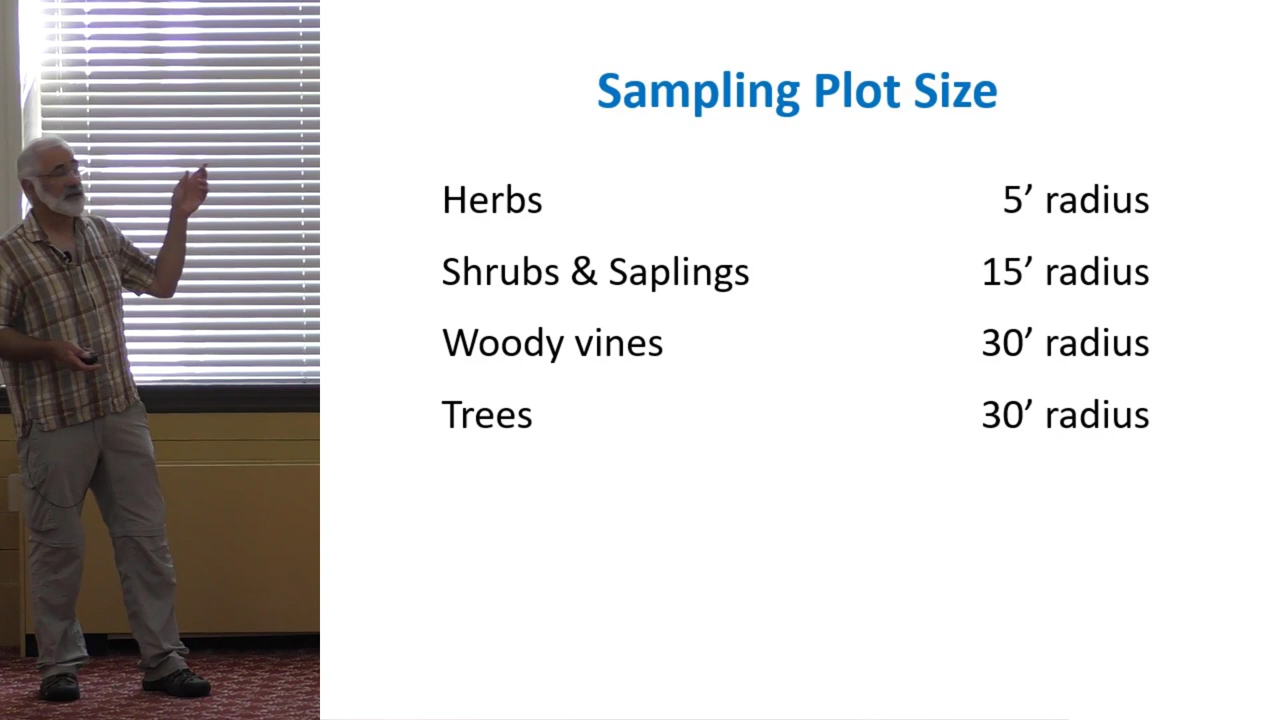 Sampling Plot Size
Herbs 5’ radius
Shrubs & Saplings 15’ radius
Woody vines 30’ radius
Trees 30’ radius